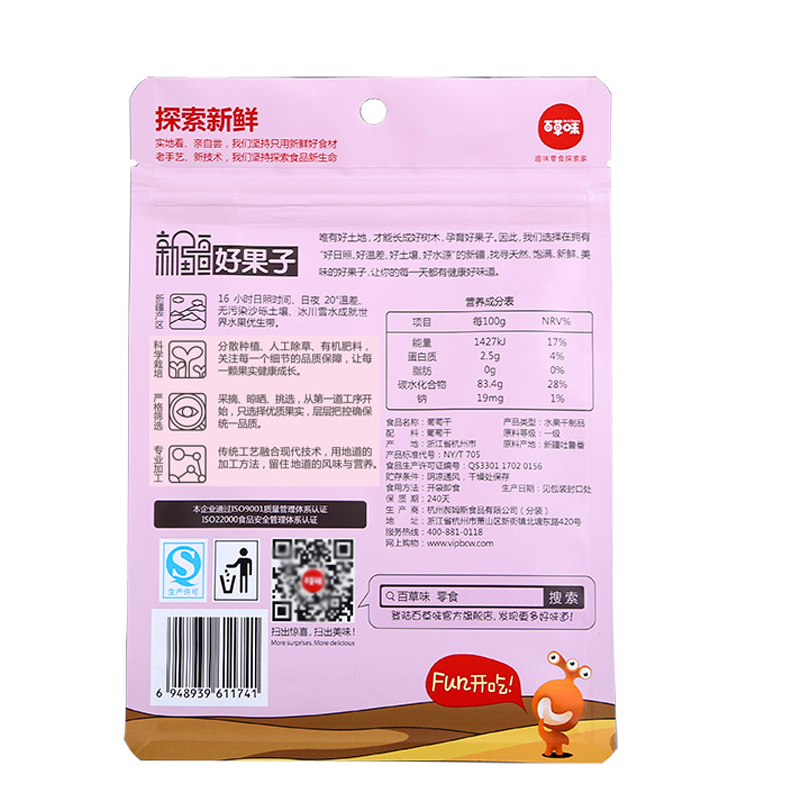 探索新鲜
实地看、亲自尝，我们坚持只用新鲜好食材
老手艺、新技术，我们坚持探索食品新生命
百草味
趣味零食探索家
新疆好果子
唯有好土地，才能长成好树木，孕育好果子。因此，我们选择在拥有
“好日照、好温差、好土壤、好水源”的新疆，找寻天然、饱满、新鲜、美
味的好果子，让你的每一天都有健康好味道。
新疆产区
16 小时日照时间、日夜 20°温差、
无污染沙砾土壤、冰川雪水成就世
界水果优生带。
科学栽培
分散种植、人工除草、有机肥料，
关注每一个细节的品质保障，让每
一颗果实健康成长。
严格筛选
采摘、晾晒、挑选，从第一道工序开
始，只选择优质果实，层层把控确保
统一品质。
专业加工
传统工艺融合现代技术，用地道的
加工方法，留住地道的风味与营养。
营养成分表
项目 每100g NRV%
能量 1427kJ 17%
蛋白质 2.5g 4%
脂肪 0g 0%
碳水化合物 83.4g 28%
钠 19mg 1%
食品名称：葡萄干 产品类型：水果干制品
配 料：葡萄干 原料等级：一级
产 地：浙江省杭州市 原料产地：新疆吐鲁番
产品标准代号：NY/T 705
食品生产许可证编号：QS3301 1702 0156
贮存条件：阴凉通风，干燥处保存
食用方法：开袋即食 生产日期：见包装封口处
保 质 期：240天
生 产 商：杭州郝姆斯食品有限公司（分装）
地 址：浙江省杭州市萧山区新街镇北塘东路420号
服务热线：400-881-0118
网上购物：www.vipbcw.com
本企业通过ISO9001质量管理体系认证
ISO22000食品安全管理体系认证
QS
生产许可
百草味
扫出惊喜，扫出美味！
More surprises. More delicious
百草味 零食 搜索
登陆百草味官方旗舰店，发现更多好味道！
6 948939 611741
Fun开吃！